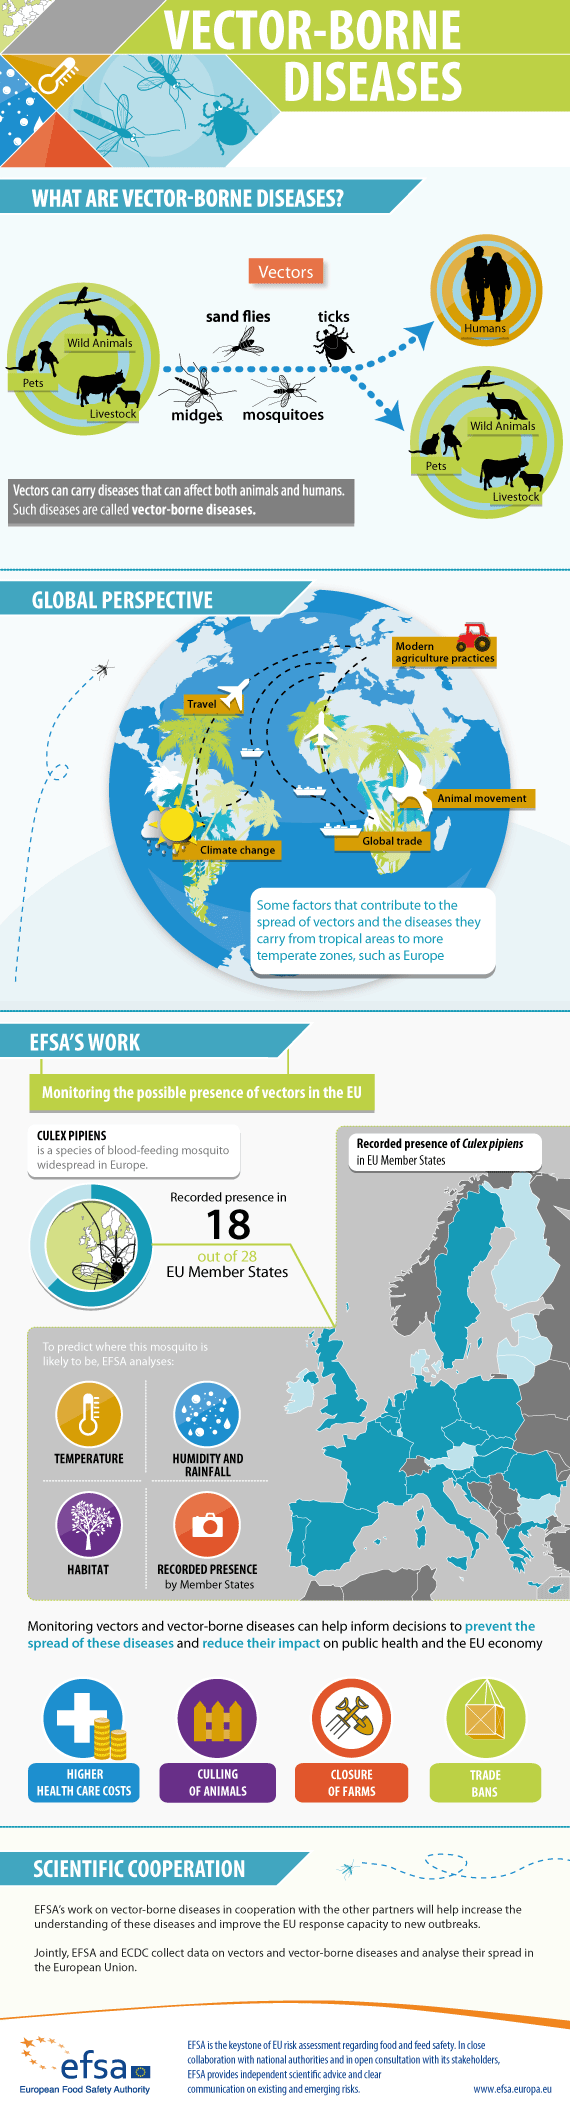 VECTOR-BORNE
DISEASES
WHAT ARE VECTOR-BORNE DISEASES?
Vectors
sand flies
ticks
Humans
Wild Animals
Pets
Livestock
midges
mosquitoes
Wild Animals
Pets
Livestock
Vectors can carry diseases that can affect both animals and humans.
Such diseases are called vector-borne diseases.
GLOBAL PERSPECTIVE
Modern
agriculture practices
Travel
Animal movement
Global trade
Climate change
Some factors that contribute to the
spread of vectors and the diseases they
carry from tropical areas to more
temperate zones, such as Europe
EFSA'S WORK
Monitoring the possible presence of vectors in the EU
CULEX PIPIENS
is a species of blood-feeding mosquito
widespread in Europe.
Recorded presence of Culex pipiens
in EU Member States
Recorded presence in
18
out of 28
EU Member States
To predict where this mosquito is
likely to be, EFSA analyses:
TEMPERATURE
HUMIDITY AND
RAINFALL
HABITAT
RECORDED PRESENCE
by Member States
Monitoring vectors and vector-borne diseases can help inform decisions to prevent the
spread of these diseases and reduce their impact on public health and the EU economy
HIGHER
HEALTH CARE COSTS
CULLING
OF ANIMALS
CLOSURE
OF FARMS
TRADE
BANS
SCIENTIFIC COOPERATION
EFSA's work on vector-borne diseases in cooperation with the other partners will help increase the
understanding of these diseases and improve the EU response capacity to new outbreaks.
Jointly, EFSA and ECDC collect data on vectors and vector-borne diseases and analyse their spread in
the European Union.
efsa
European Food Safety Authority
EFSA is the keystone of EU risk assessment regarding food and feed safety. In close
collaboration with national authorities and in open consultation with its stakeholders,
EFSA provides independent scientific advice and clear
communication on existing and emerging risks.
www.efsa.europa.eu